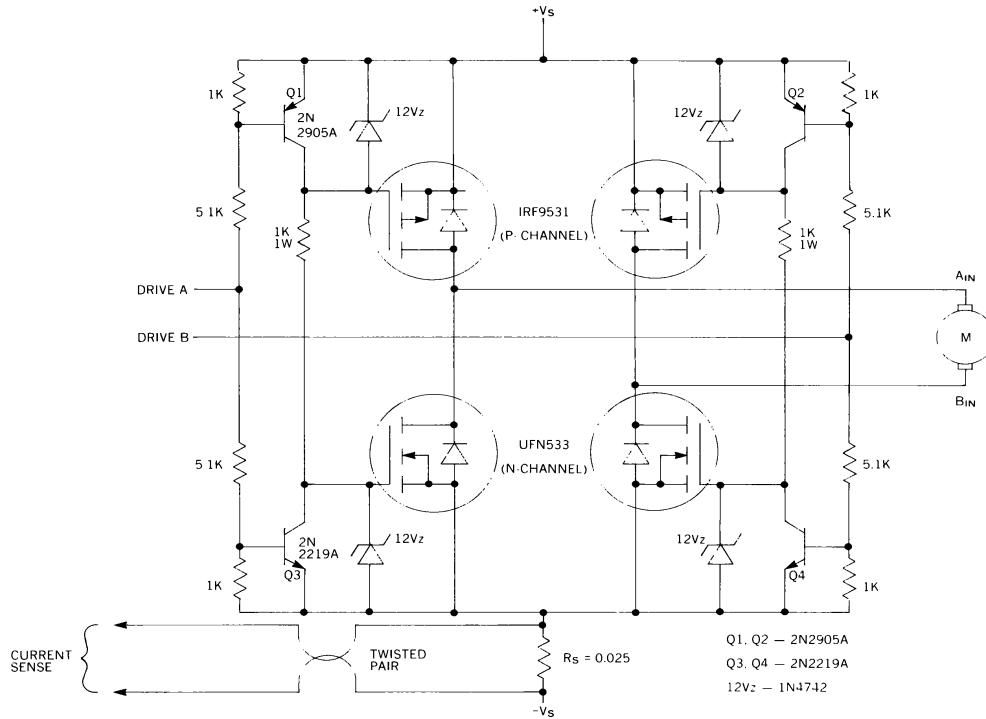 +Vs
Q1
Q2
1K
2N
2905A
12Vz
12Vz
1K
5 1K
IRF9531
(P- CHANNEL)
5.1K
1K
1W
1K
1W
DRIVE A
AIN
DRIVE B
M
BIN
5 1K
UFN533
(N-CHANNEL)
5.1K
2N
2219A
12Vz
12Vz
Q3
Q4
1K
1K
CURRENT
SENSE
TWISTED
PAIR
Rs = 0.025
Q1, Q2 — 2N2905A
Q3, Q4 — 2N2219A
12Vz — 1N4742
−Vs